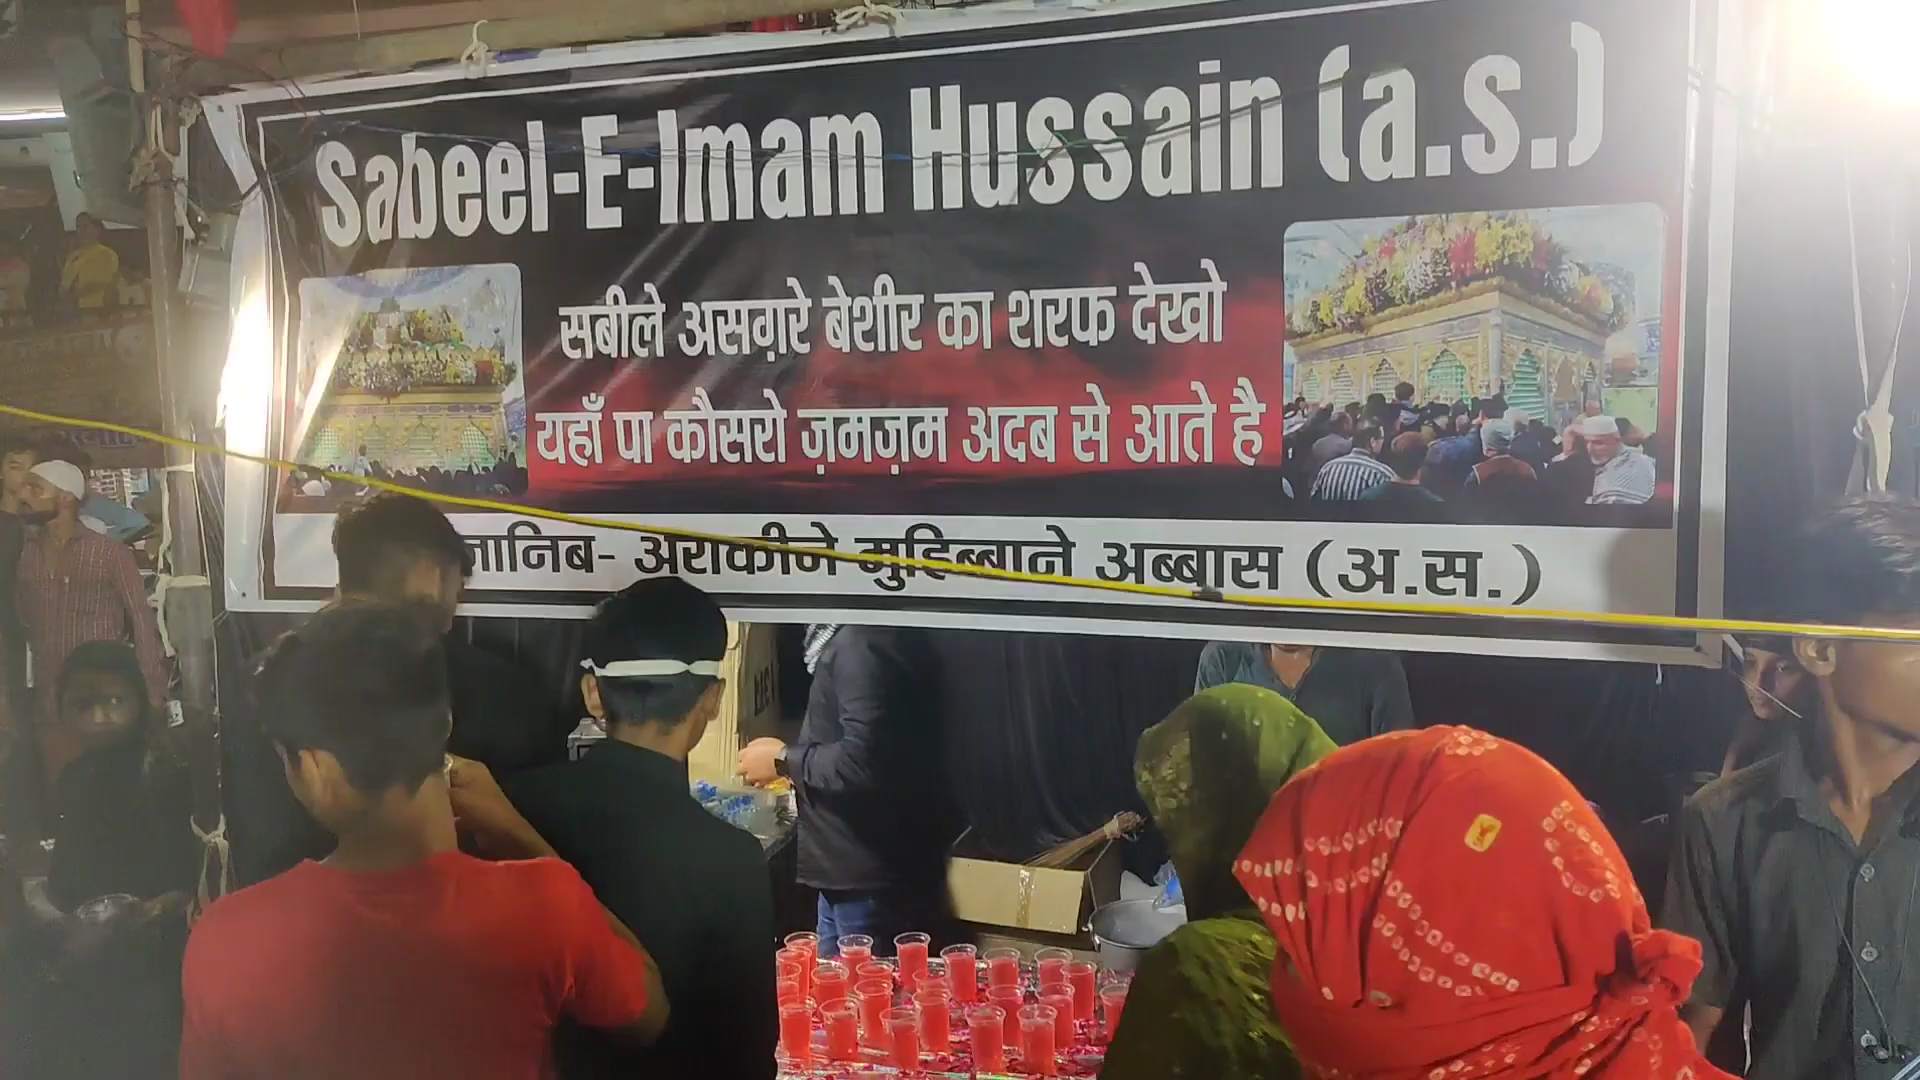 Sabeel-E-Imam Hussain (a.s.)
सबीले असग़रे बेशीर का शरफ देखो
यहाँ पा कौसरो ज़मज़म अदब से आते है
जानिब- अराकीने मुहिब्बाने अब्बास (अ.स.)